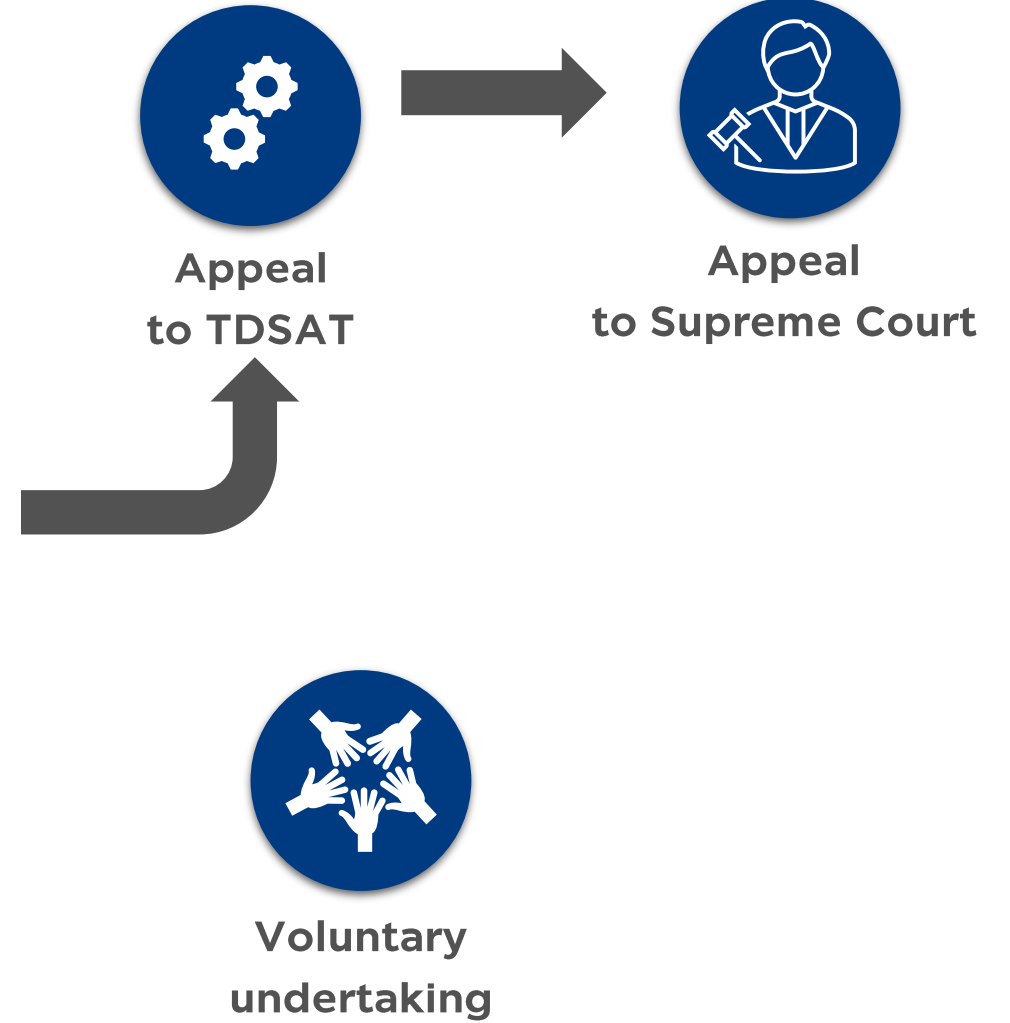 Appeal
to TDSAT
Appeal
to Supreme Court
Voluntary
undertaking